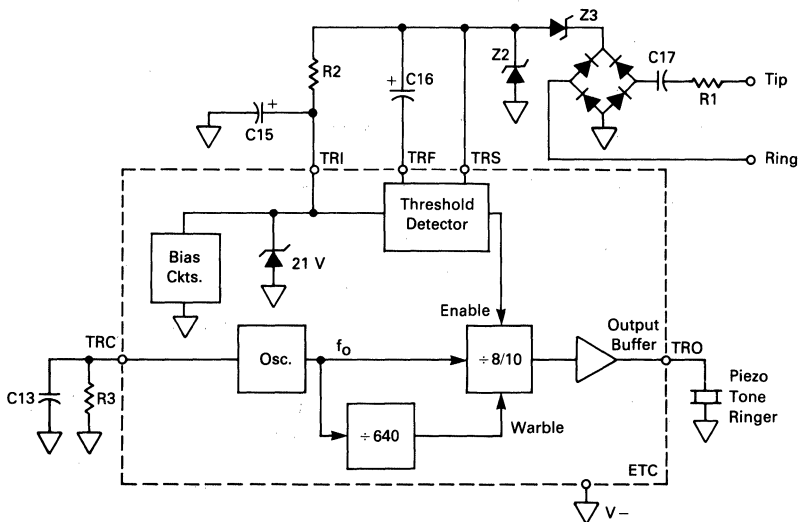 Z3
Z2
C17
R1
Tip
Ring
R2
+
C16
+
C15
TRI
TRF
TRS
Threshold
Detector
Bias
Ckts.
21 V
Enable
TRC
Osc.
fo
÷8/10
Output
Buffer
TRO
C13
R3
÷640
Warble
Piezo
Tone
Ringer
ETC
V−